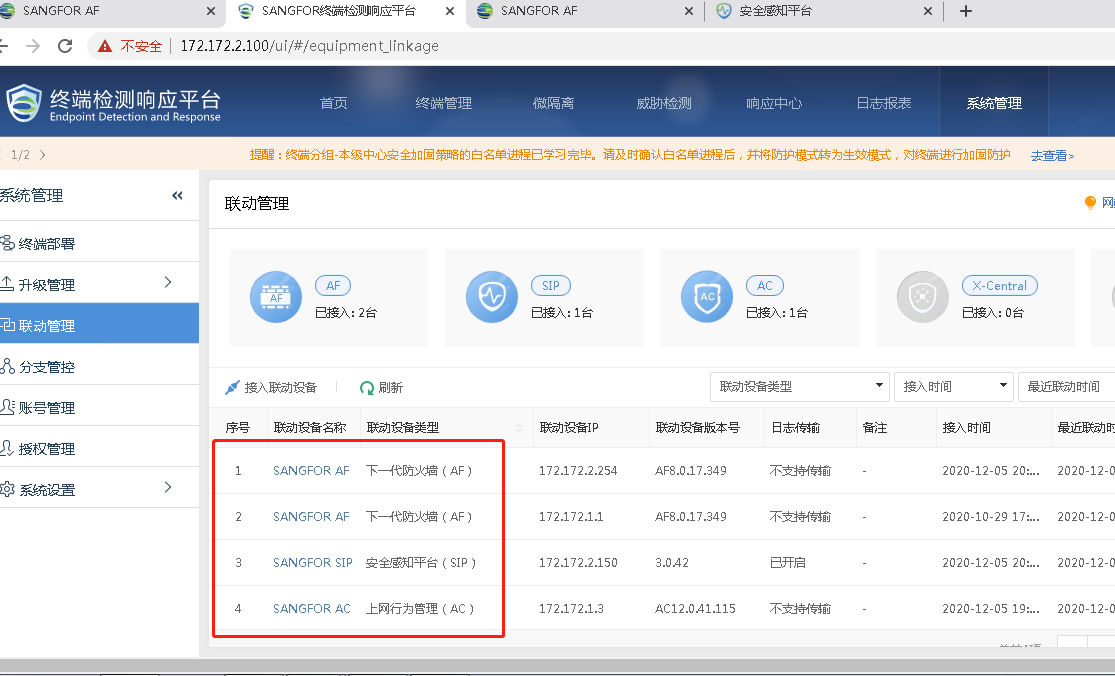 SANGFOR AF
SANGFOR终端检测响应平台
SANGFOR AF
安全感知平台
不安全 172.172.2.100/ui/#/equipment_linkage
终端检测响应平台
Endpoint Detection and Response
首页 终端管理 微隔离 威胁检测 响应中心 日志报表 系统管理
1/2
提醒：终端分组-本级中心安全加固策略的白名单进程已学习完毕。请及时确认白名单进程后，并将防护模式转为生效模式，对终端进行加固防护 去查看>
系统管理
终端部署
升级管理
联动管理
分支管控
账号管理
授权管理
系统设置
联动管理
AF
AF
已接入: 2台
SIP
已接入: 1台
AC
AC
已接入: 1台
X-Central
已接入: 0台
接入联动设备 刷新
联动设备类型 接入时间 最近联动时间
序号 联动设备名称 联动设备类型 联动设备IP 联动设备版本号 日志传输 备注 接入时间 最近联动时
1 SANGFOR AF 下一代防火墙（AF） 172.172.2.254 AF8.0.17.349 不支持传输 - 2020-12-05 20:... 2020-12-0
2 SANGFOR AF 下一代防火墙（AF） 172.172.1.1 AF8.0.17.349 不支持传输 - 2020-10-29 17:... 2020-12-0
3 SANGFOR SIP 安全感知平台（SIP） 172.172.2.150 3.0.42 已开启 - 2020-12-05 20:... 2020-12-0
4 SANGFOR AC 上网行为管理（AC） 172.172.1.3 AC12.0.41.115 不支持传输 - 2020-12-05 19:... 2020-12-0